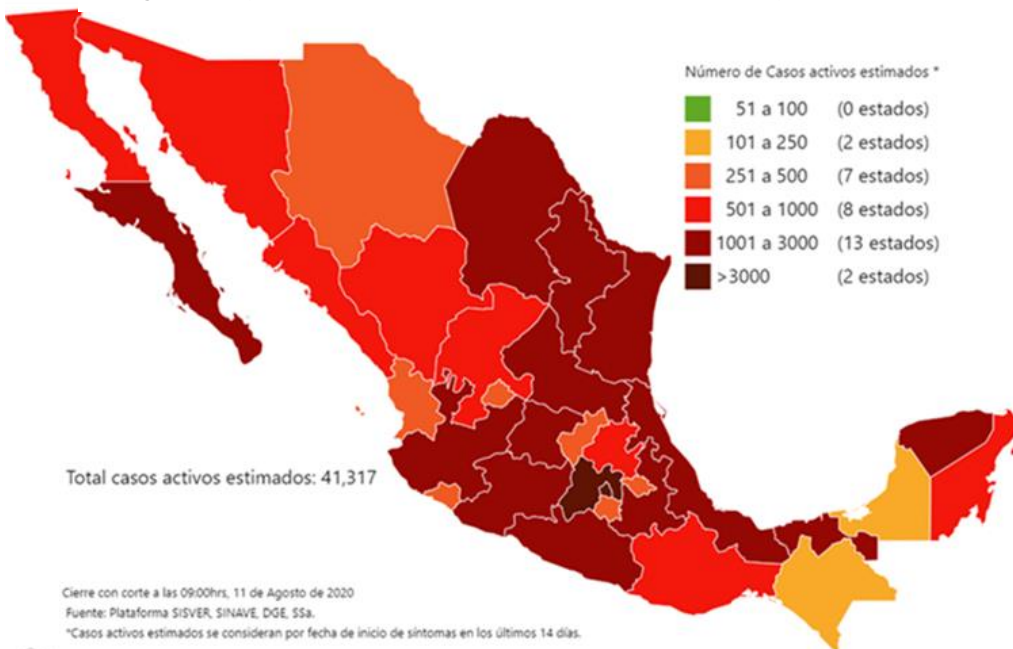 Número de Casos activos estimados *
51 a 100 (0 estados)
101 a 250 (2 estados)
251 a 500 (7 estados)
501 a 1000 (8 estados)
1001 a 3000 (13 estados)
>3000 (2 estados)
Total casos activos estimados: 41,317
Cierre con corte a las 09:00hrs, 11 de Agosto de 2020
Fuente: Plataforma SISVER, SINAVE, DGE, SSa.
*Casos activos estimados se consideran por fecha de inicio de síntomas en los últimos 14 días.